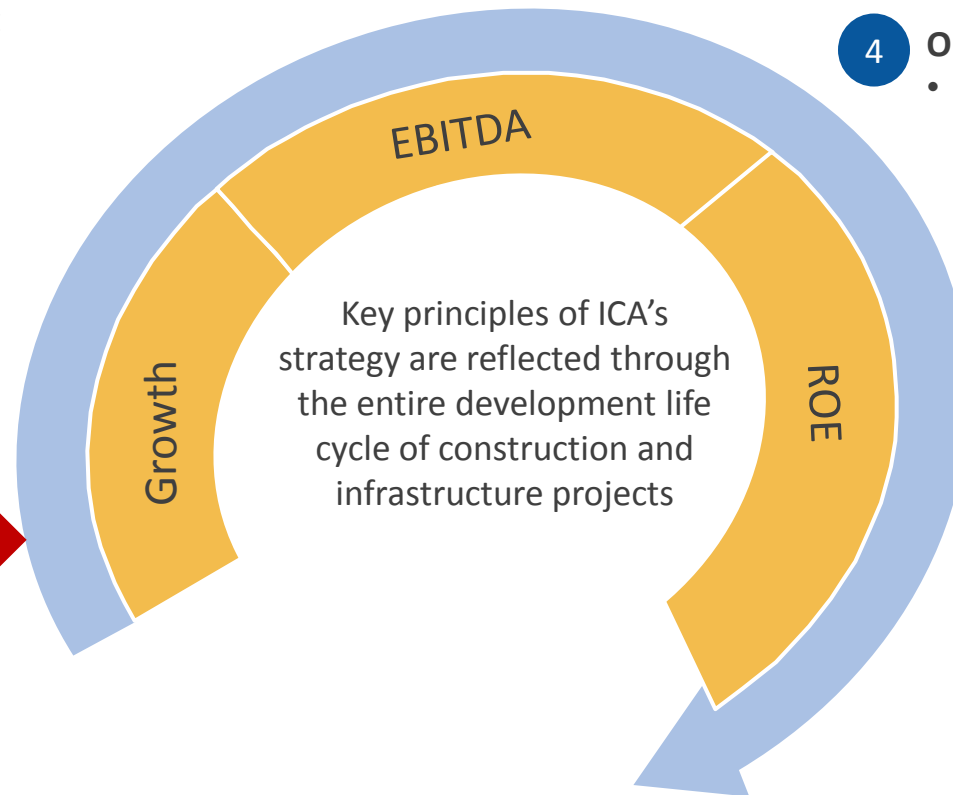 4
EBITDA
Growth
ROE
Key principles of ICA’s
strategy are reflected through
the entire development life
cycle of construction and
infrastructure projects